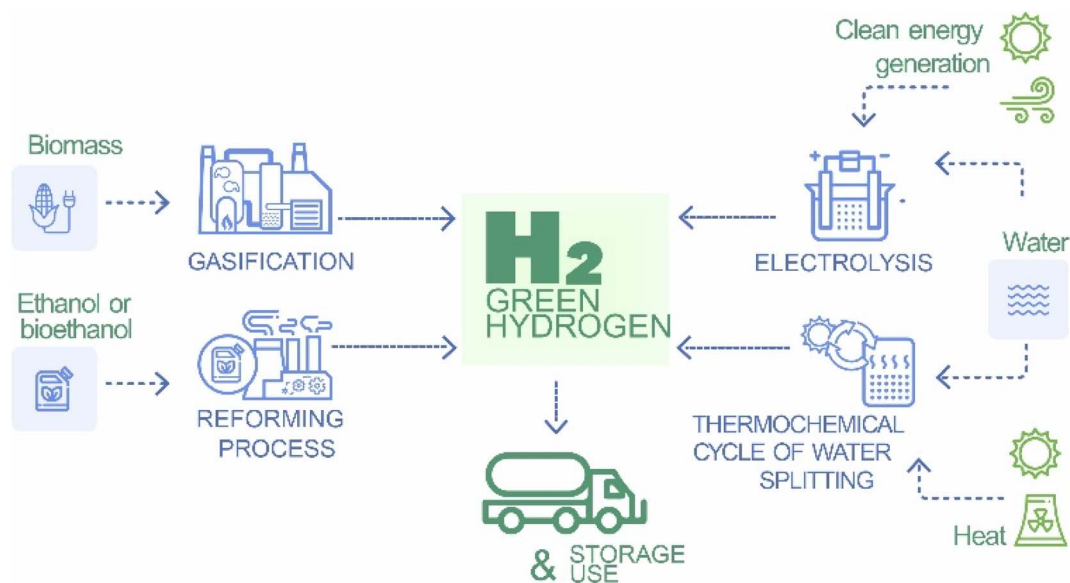 Clean energy
generation
Biomass
GASIFICATION
Ethanol or
bioethanol
REFORMING
PROCESS
H2
GREEN
HYDROGEN
+ -
ELECTROLYSIS
Water
THERMOCHEMICAL
CYCLE OF WATER
SPLITTING
Heat
& STORAGE
USE